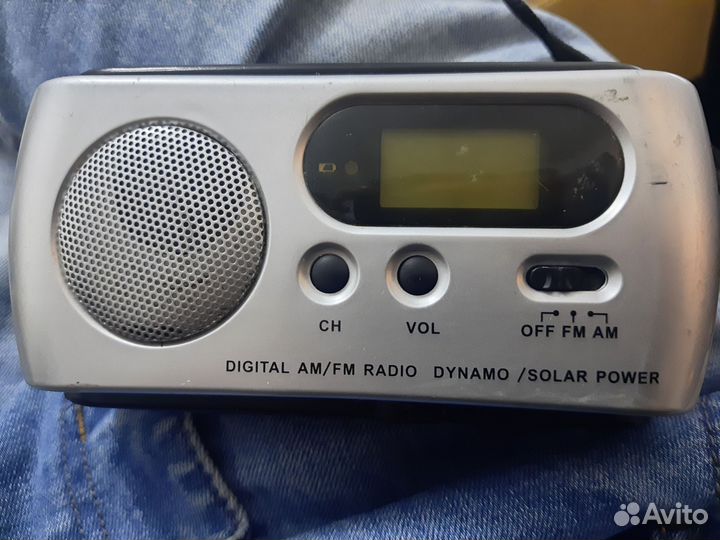 CH
VOL
OFF FM AM
DIGITAL AM/FM RADIO DYNAMO /SOLAR POWER
Avito